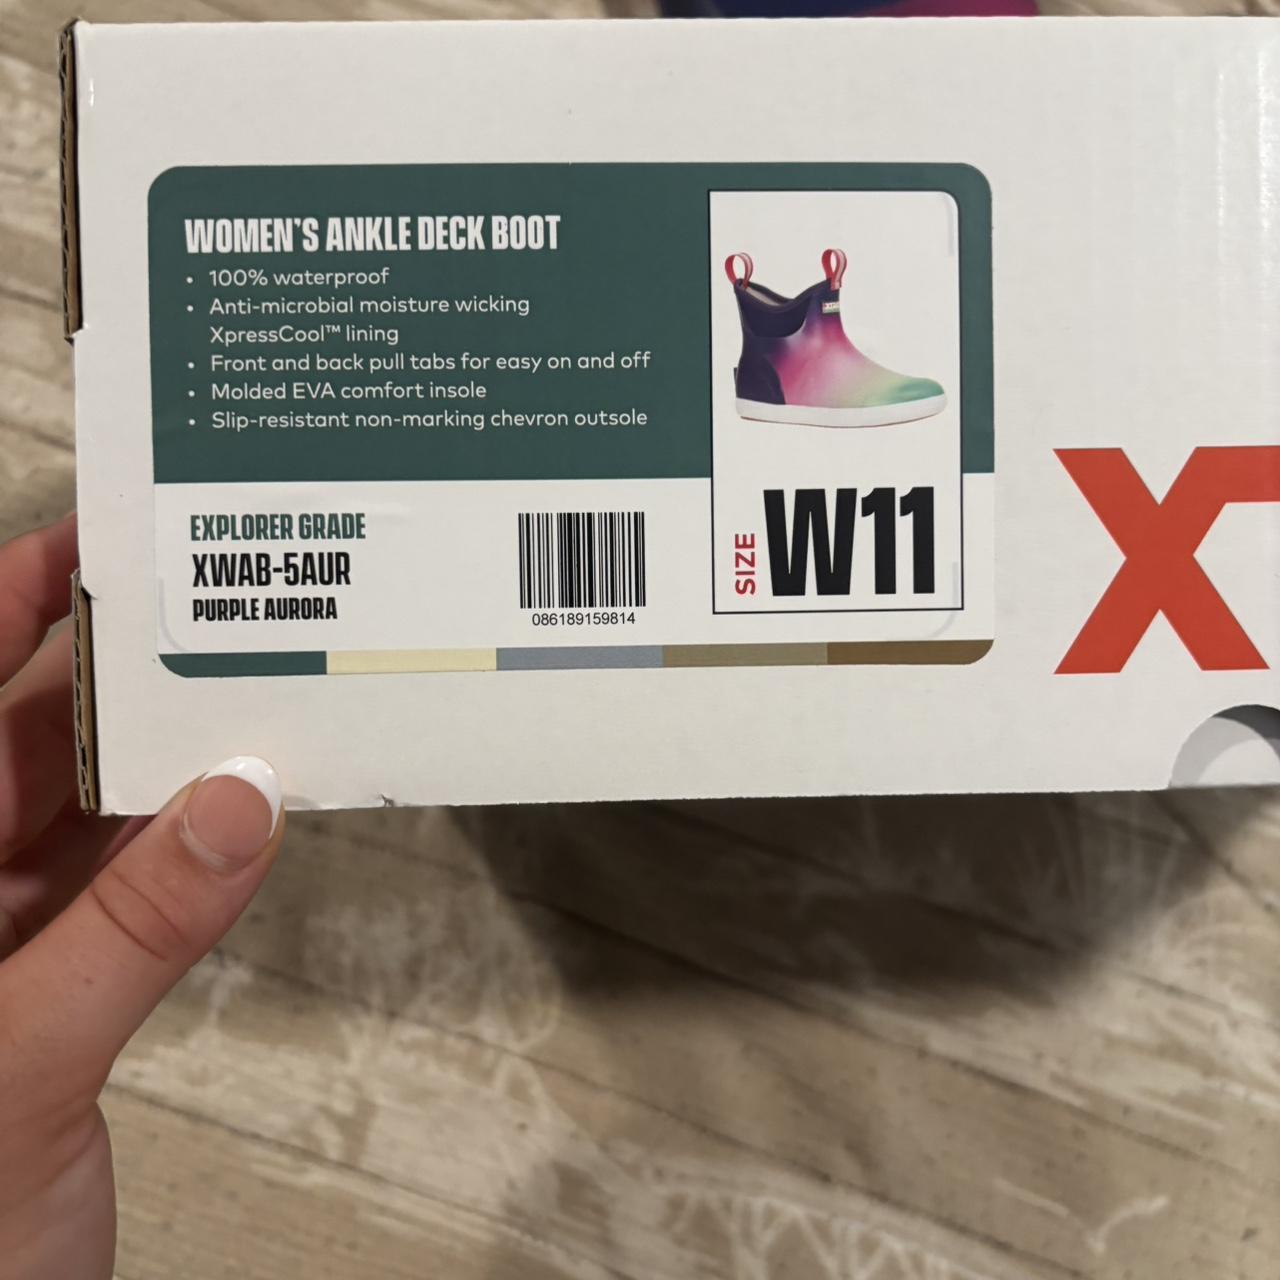 WOMEN'S ANKLE DECK BOOT
• 100% waterproof
• Anti-microbial moisture wicking
XpressCool™ lining
• Front and back pull tabs for easy on and off
• Molded EVA comfort insole
• Slip-resistant non-marking chevron outsole
EXPLORER GRADE
XWAB-5AUR
PURPLE AURORA
086189159814
SIZE W11
X